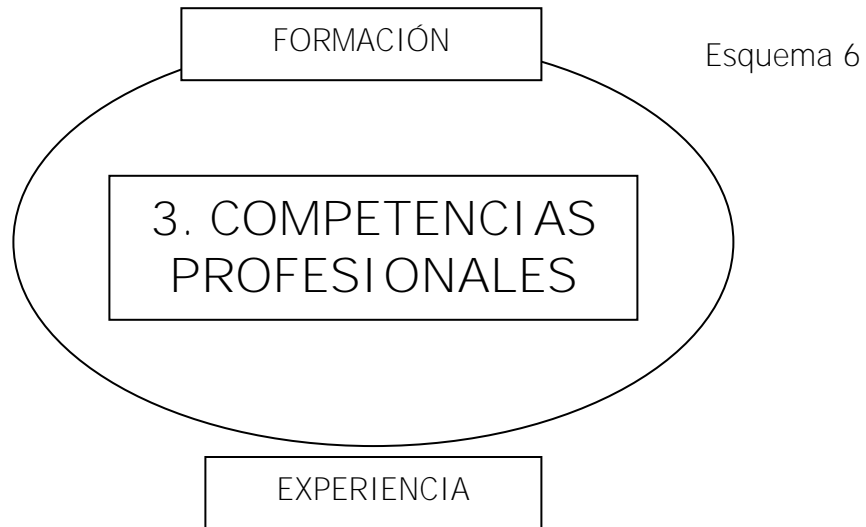 FORMACIÓN
Esquema 6
3. COMPETENCIAS
PROFESIONALES
EXPERIENCIA